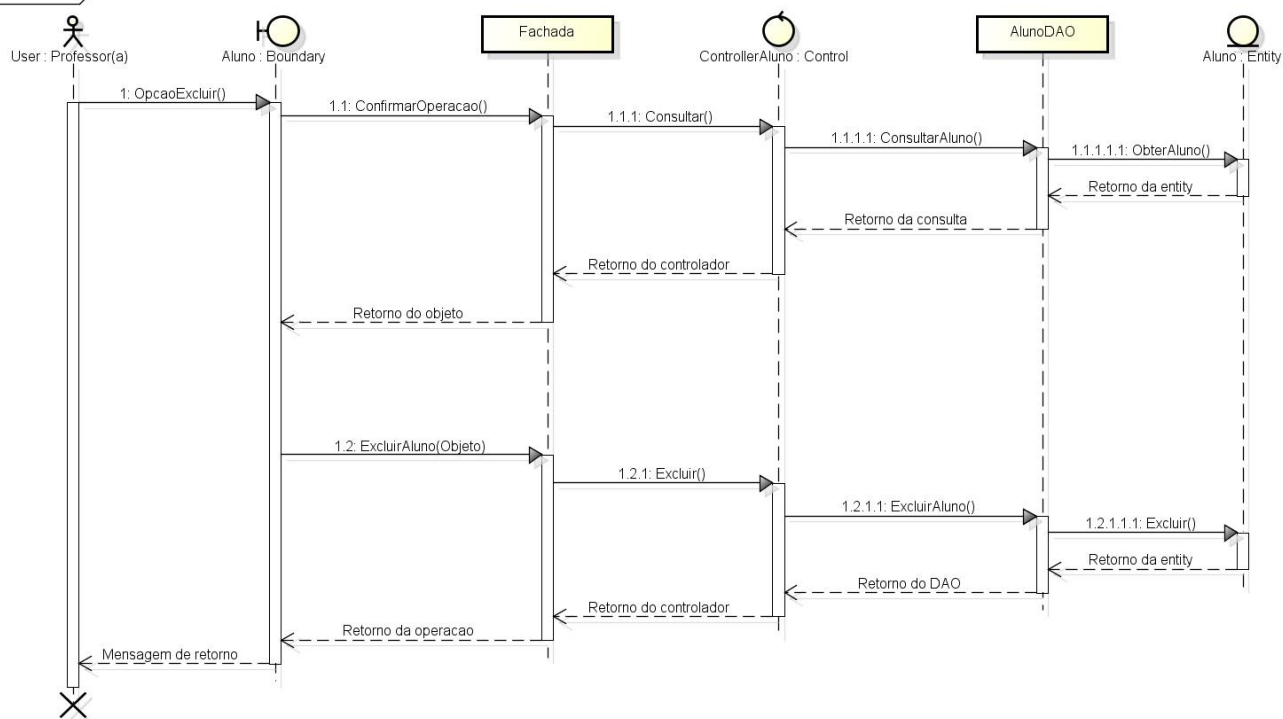 Fachada
AlunoDAO
User : Professor(a)
Aluno : Boundary
ControllerAluno : Control
Aluno : Entity
1: OpcaoExcluir()
1.1: ConfirmarOperacao()
1.1.1: Consultar()
1.1.1.1: ConsultarAluno()
1.1.1.1.1: ObterAluno()
Retorno da entity
Retorno da consulta
Retorno do controlador
Retorno do objeto
1.2: ExcluirAluno(Objeto)
1.2.1: Excluir()
1.2.1.1: ExcluirAluno()
1.2.1.1.1: Excluir()
Retorno da entity
Retorno do DAO
Retorno do controlador
Retorno da operacao
Mensagem de retorno